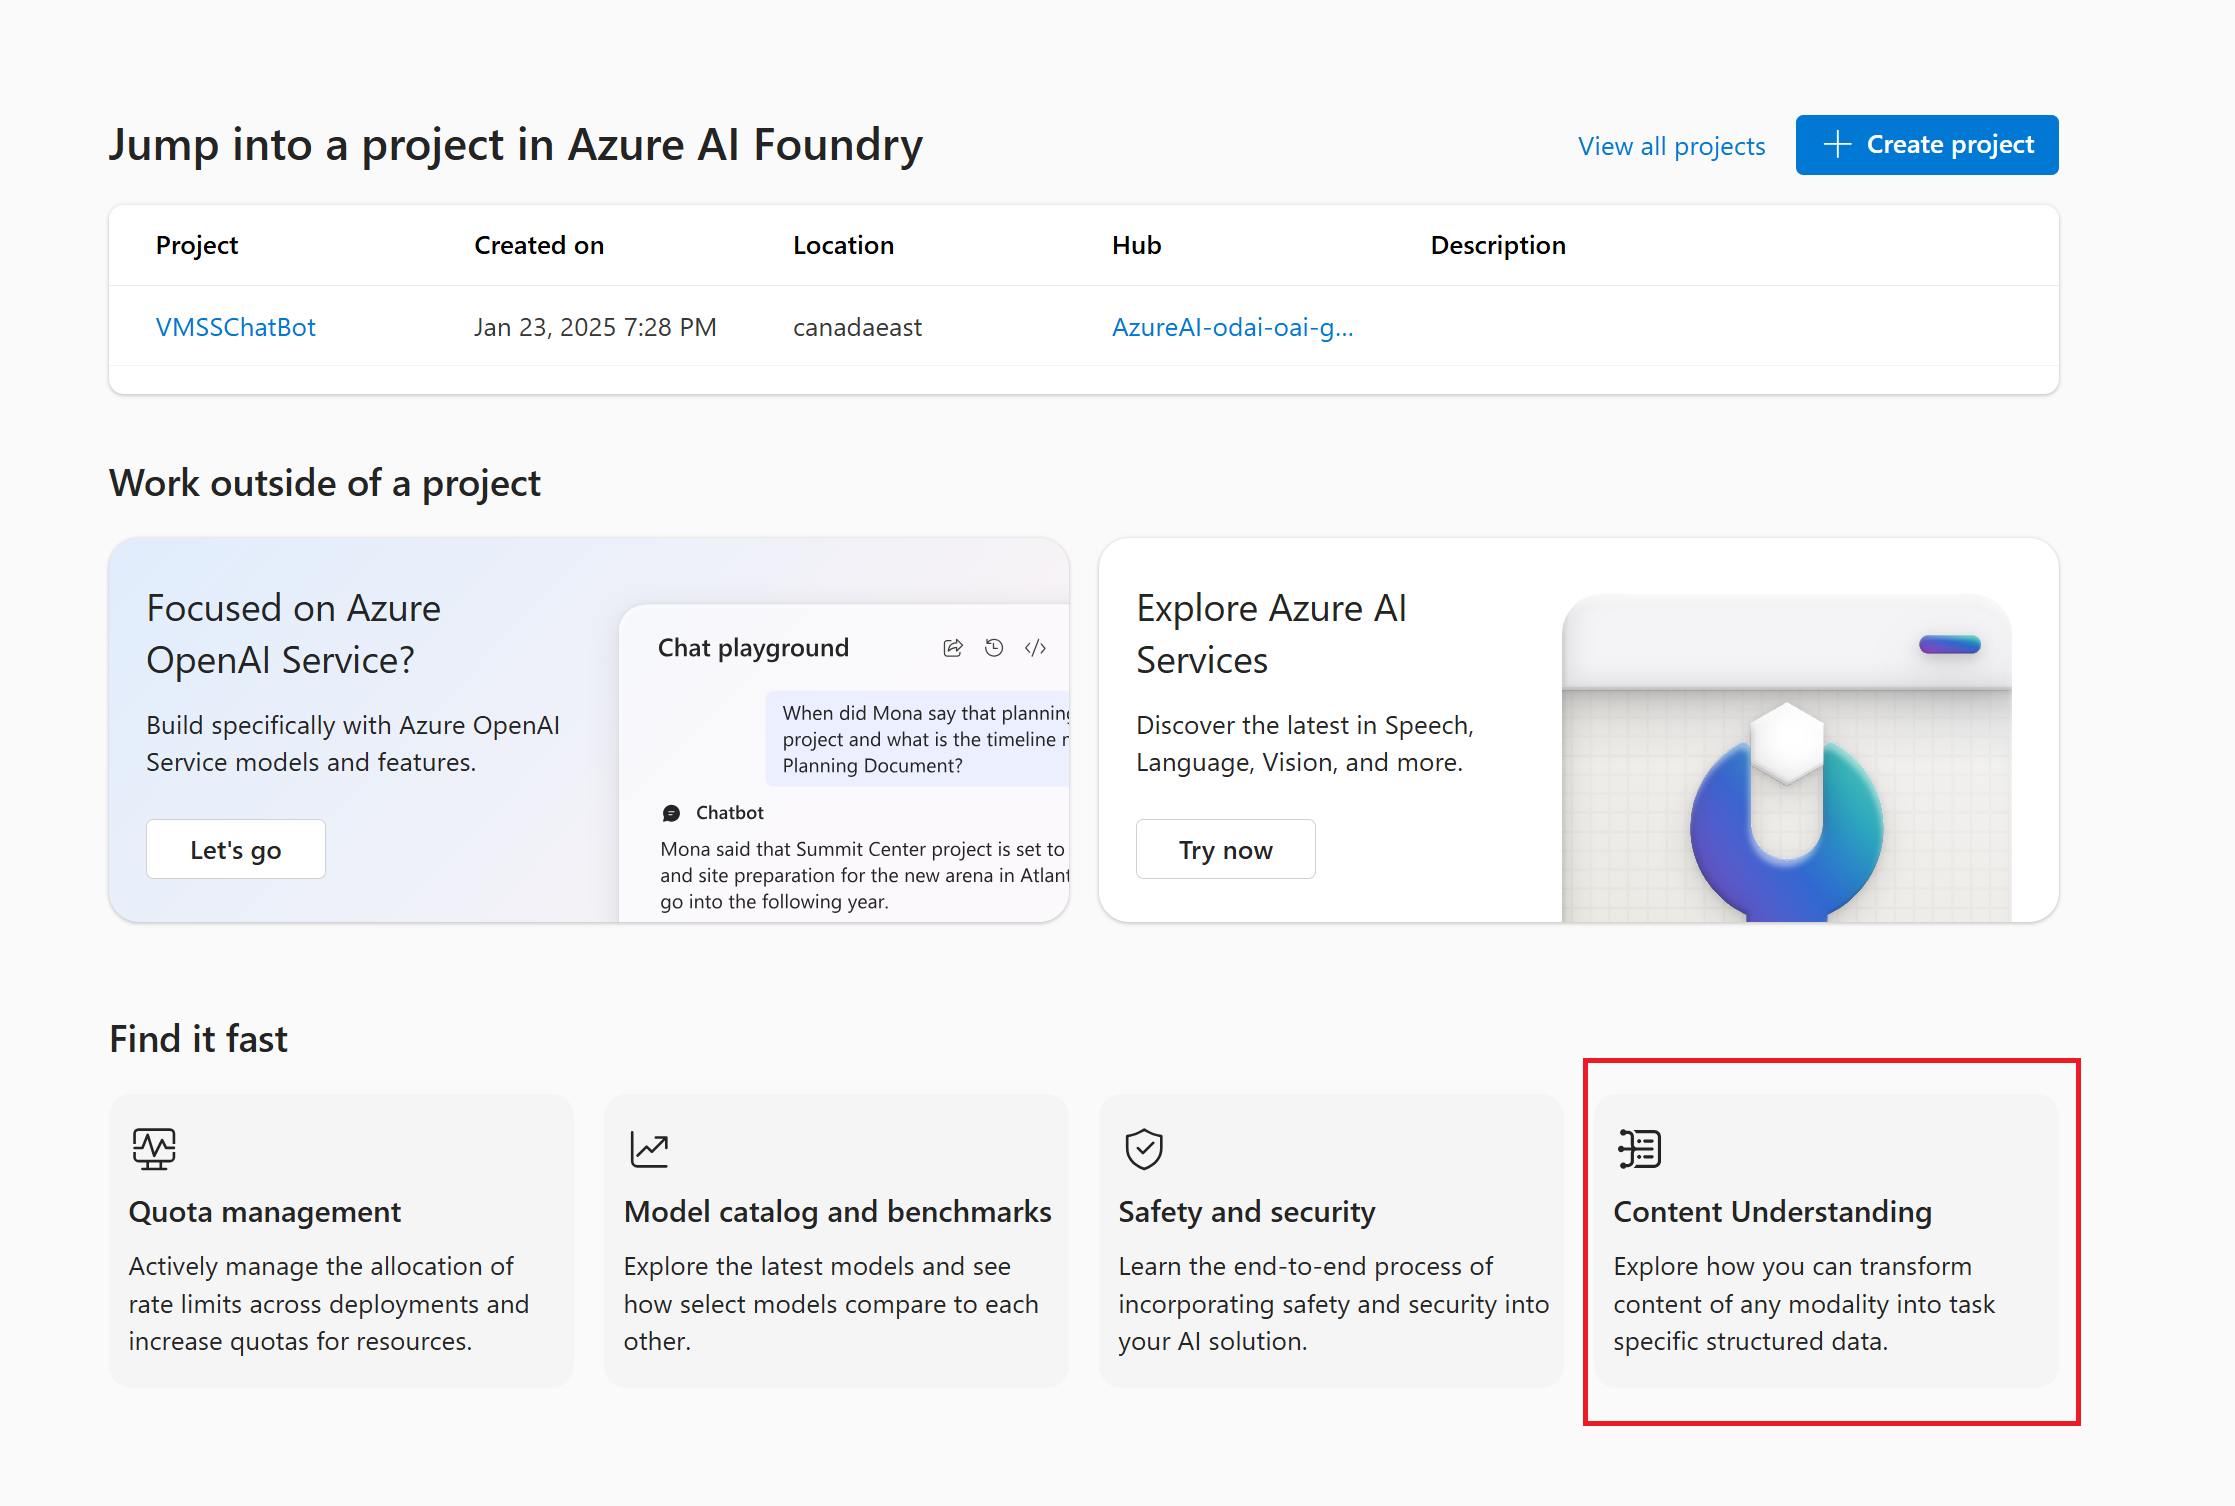 Jump into a project in Azure AI Foundry
View all projects
Create project
Project Created on Location Hub Description
VMSSChatBot Jan 23, 2025 7:28 PM canadaeast AzureAI-odai-oai-g...
Work outside of a project
Focused on Azure
OpenAI Service?
Build specifically with Azure OpenAI
Service models and features.
Let's go
Chat playground
When did Mona say that planning
project and what is the timeline
Planning Document?
Chatbot
Mona said that Summit Center project is set to
and site preparation for the new arena in Atlant
go into the following year.
Explore Azure AI
Services
Discover the latest in Speech,
Language, Vision, and more.
Try now
Find it fast
Quota management
Actively manage the allocation of
rate limits across deployments and
increase quotas for resources.
Model catalog and benchmarks
Explore the latest models and see
how select models compare to each
other.
Safety and security
Learn the end-to-end process of
incorporating safety and security into
your AI solution.
Content Understanding
Explore how you can transform
content of any modality into task
specific structured data.